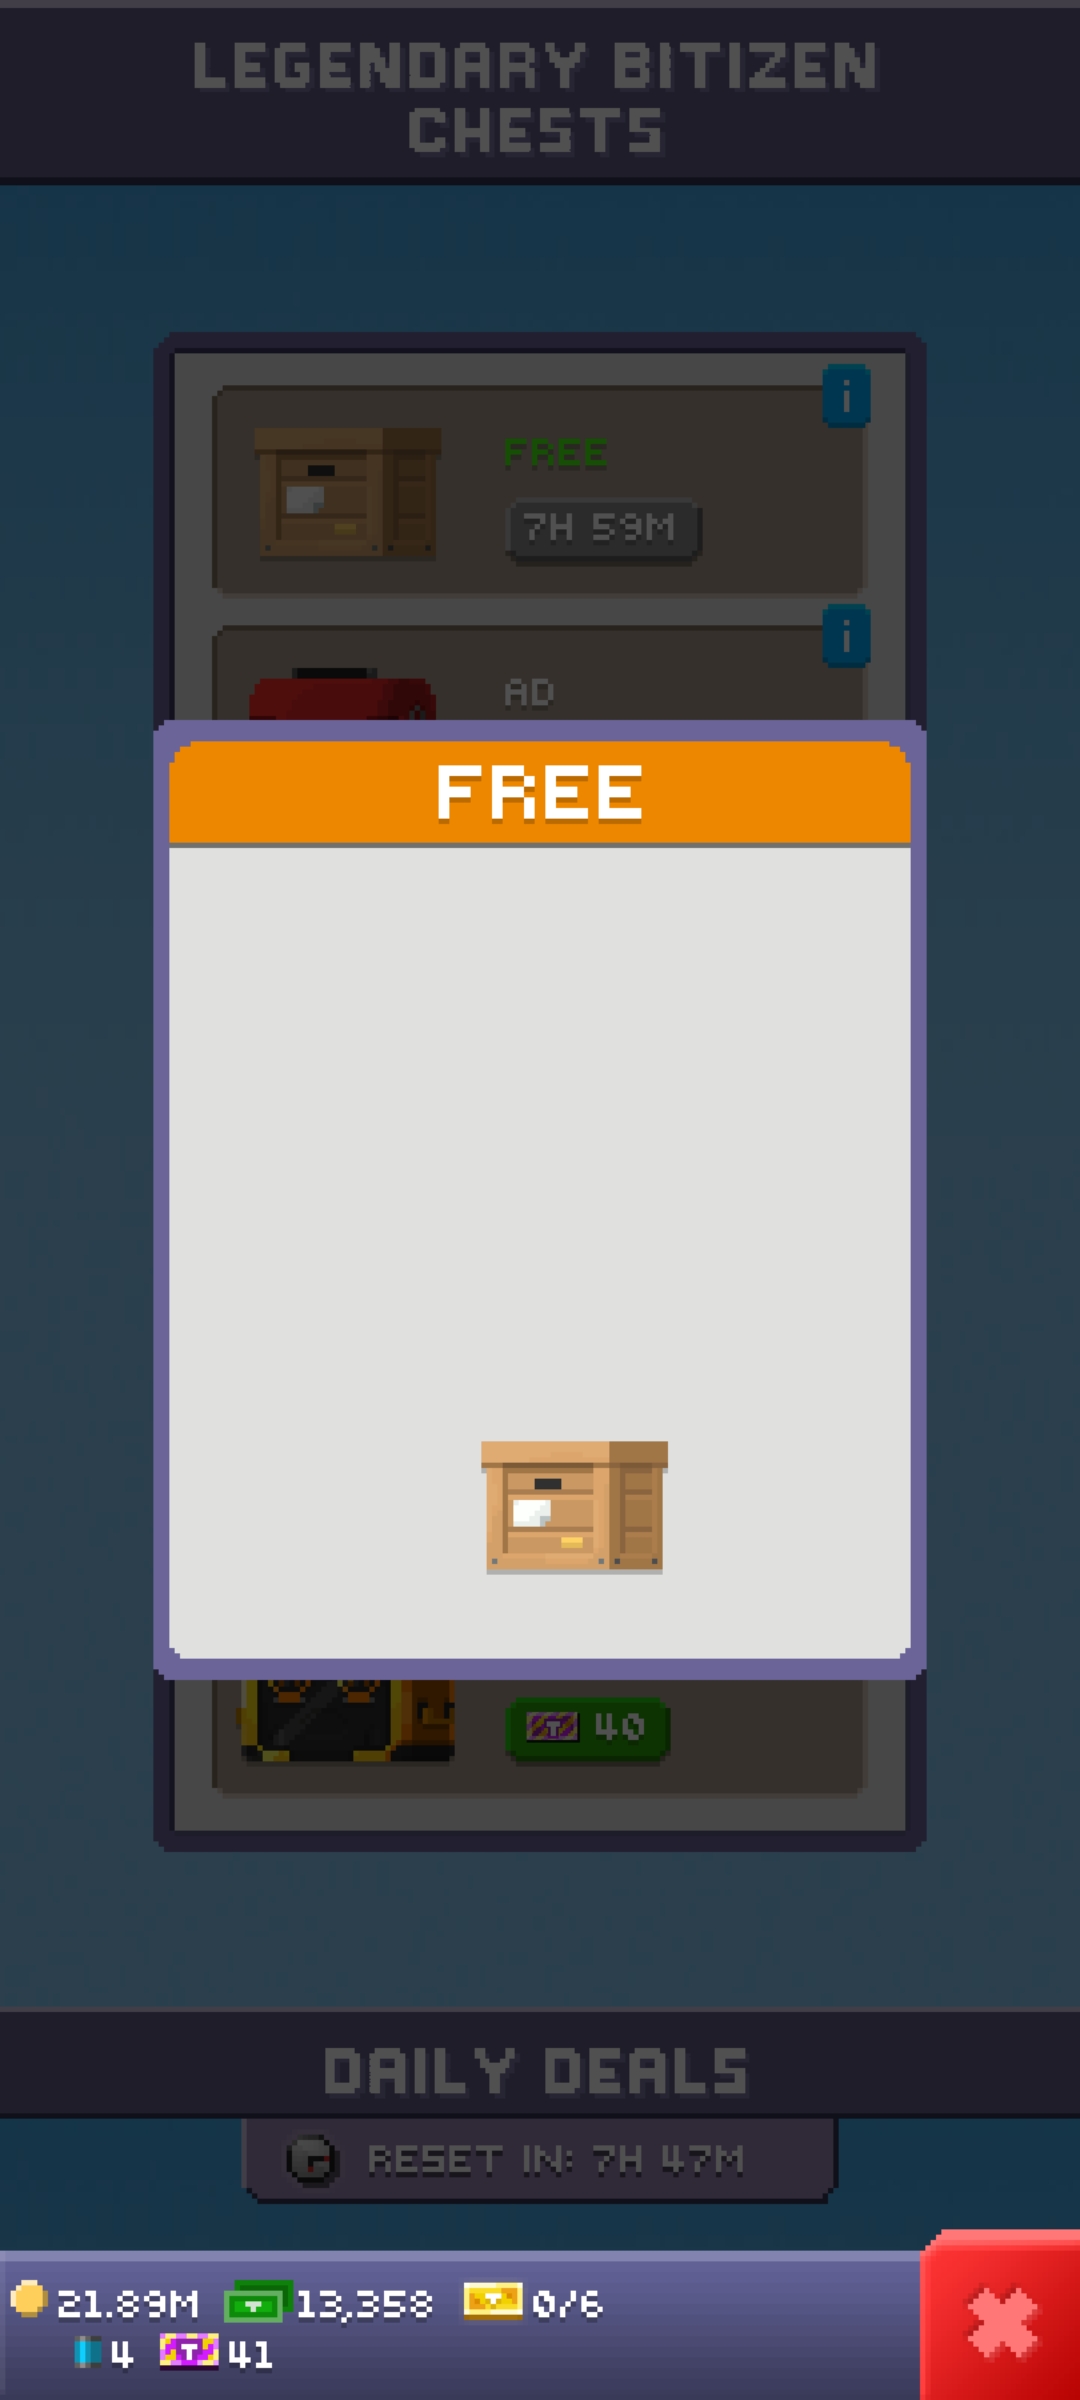 LEGENDARY BITIZEN
CHESTS
i
FREE
7H 59M
i
AD
FREE
T 40
DAILY DEALS
RESET IN: 7H 47M
21.89M T 13,358 T 0/6
4 T 41